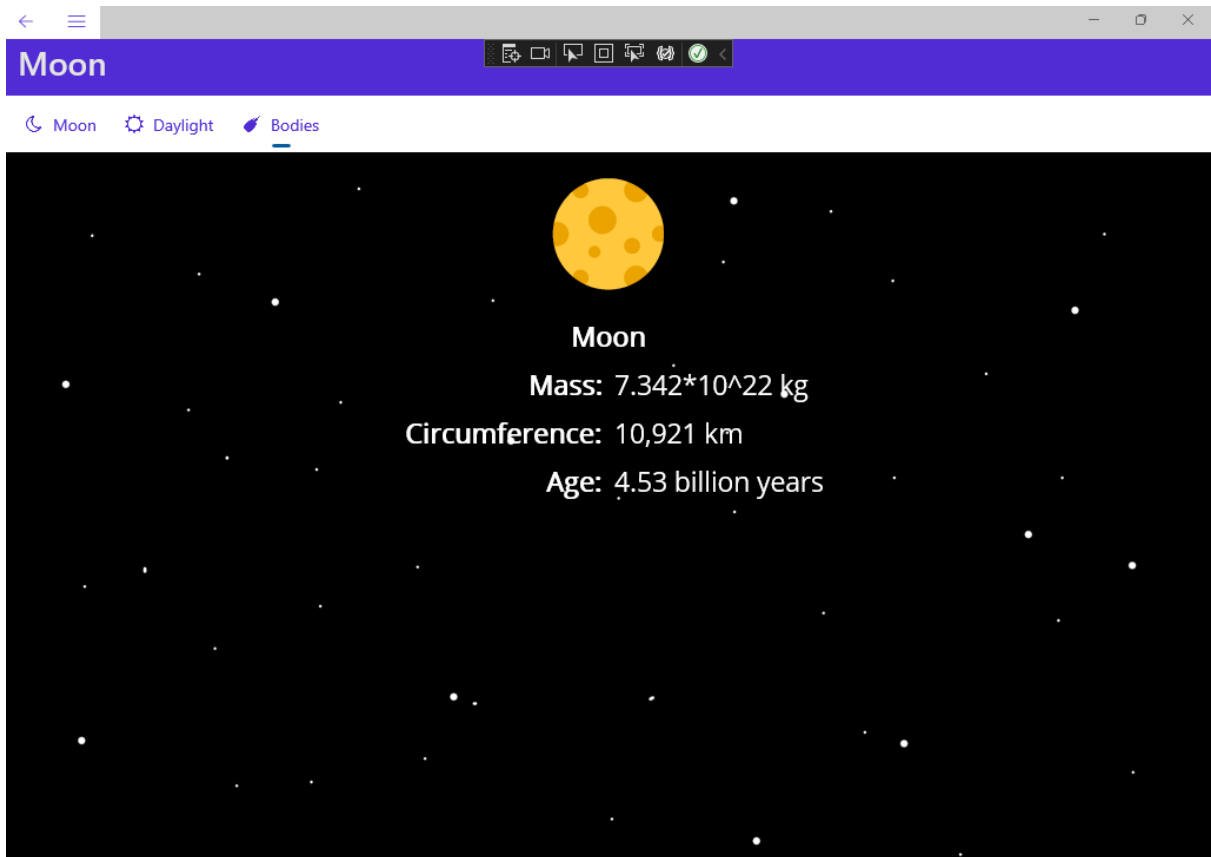 Moon
Moon Daylight Bodies
Moon
Mass: 7.342*10^22 kg
Circumference: 10,921 km
Age: 4.53 billion years